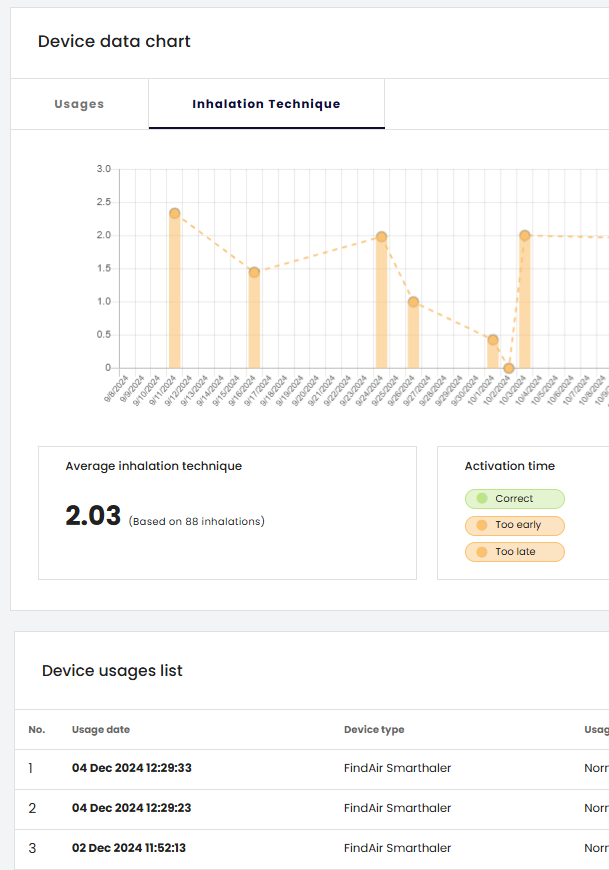 Device data chart
Usages
Inhalation Technique
3.0
2.5
2.0
1.5
1.0
0.5
0
9/8/2024
9/9/2024
9/10/2024
9/11/2024
9/12/2024
9/13/2024
9/14/2024
9/15/2024
9/16/2024
9/17/2024
9/18/2024
9/19/2024
9/20/2024
9/21/2024
9/22/2024
9/23/2024
9/24/2024
9/25/2024
9/26/2024
9/27/2024
9/28/2024
9/29/2024
9/30/2024
10/1/2024
10/2/2024
10/3/2024
10/4/2024
10/5/2024
10/6/2024
10/7/2024
10/8/2024
Average inhalation technique
2.03 (Based on 88 inhalations)
Activation time
Correct
Too early
Too late
Device usages list
No. Usage date Device type Usag
1 04 Dec 2024 12:29:33 FindAir Smarthaler Norr
2 04 Dec 2024 12:29:23 FindAir Smarthaler Norr
3 02 Dec 2024 11:52:13 FindAir Smarthaler Norr